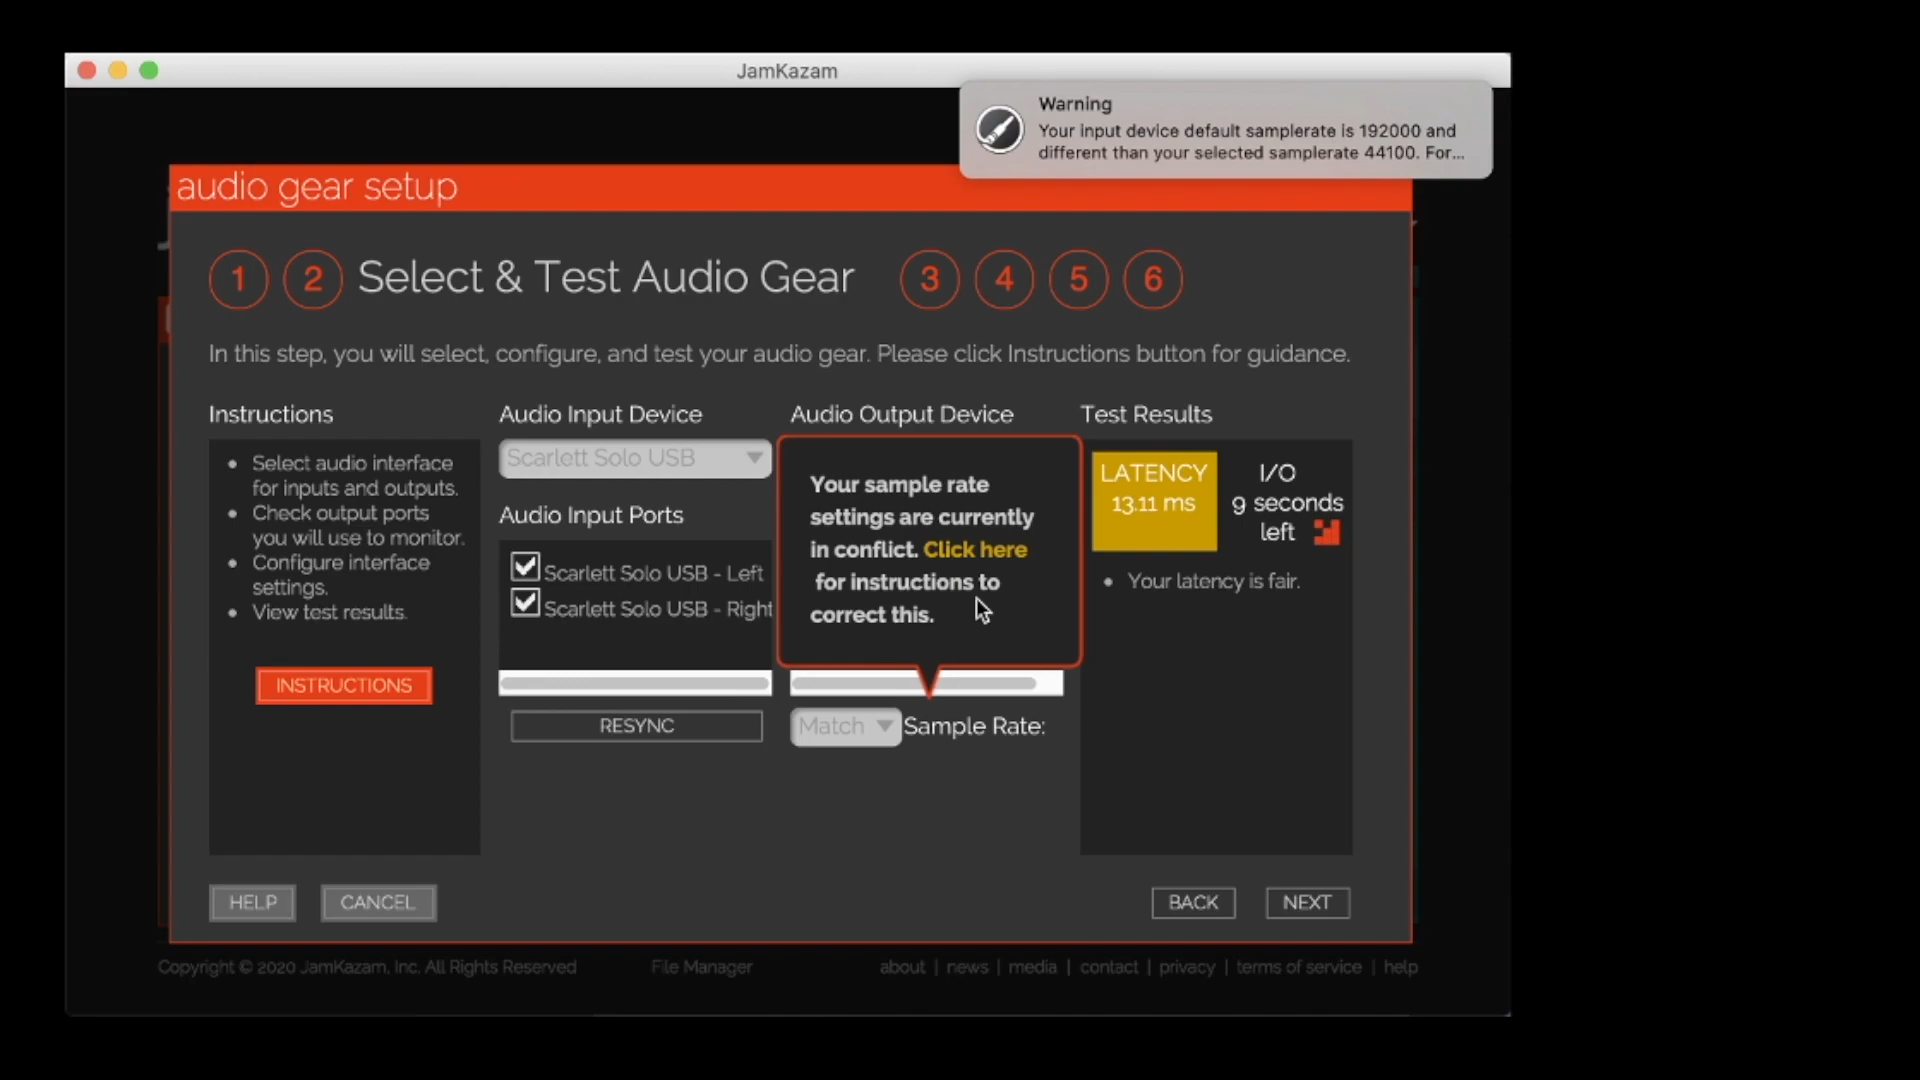 JamKazam
Warning
Your input device default samplerate is 192000 and
different than your selected samplerate 44100. For...
audio gear setup
1 2 Select & Test Audio Gear 3 4 5 6
In this step, you will select, configure, and test your audio gear. Please click Instructions button for guidance.
Instructions
• Select audio interface
for inputs and outputs.
• Check output ports
you will use to monitor.
• Configure interface
settings.
• View test results.
INSTRUCTIONS
Audio Input Device
Scarlett Solo USB
Audio Input Ports
Scarlett Solo USB - Left
Scarlett Solo USB - Right
RESYNC
Audio Output Device
Your sample rate
settings are currently
in conflict. Click here
for instructions to
correct this.
Match Sample Rate:
Test Results
LATENCY
13.11 ms
I/O
9 seconds
left
• Your latency is fair.
HELP CANCEL BACK NEXT
Copyright © 2020 JamKazam, Inc. All Rights Reserved File Manager about | news | media | contact | privacy | terms of service | help